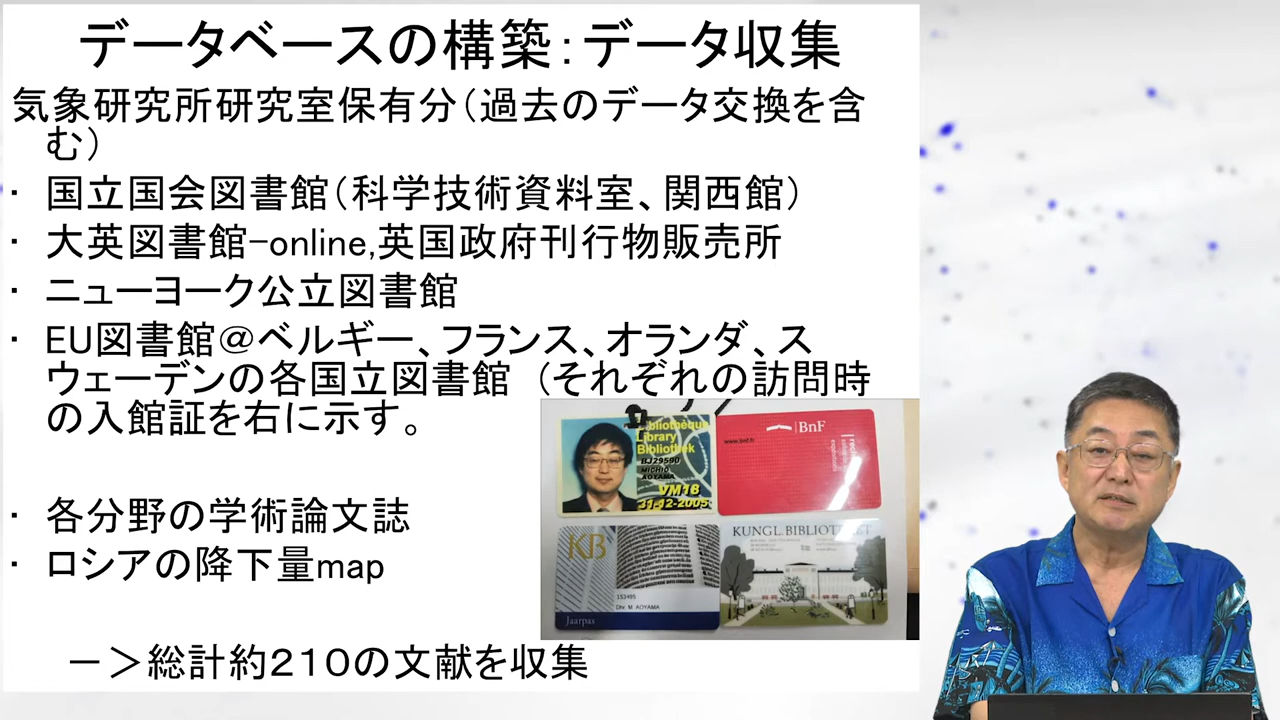 データベースの構築：データ収集
気象研究所研究室保有分（過去のデータ交換を含
む）
・ 国立国会図書館（科学技術資料室、関西館）
・ 大英図書館-online,英国政府刊行物販売所
・ ニューヨーク公立図書館
・ EU図書館＠ベルギー、フランス、オランダ、ス
ウェーデンの各国立図書館 （それぞれの訪問時
の入館証を右に示す。
Bibliothèque
Library
Bibliothek
BJ29590
MICHIO
AOYAMA
VM18
31-12-2005
BnF
www.bnf.fr
KB
153495
Dhr. M. AOYAMA
Jaarpas
KUNGL. BIBLIOTEKET
・ 各分野の学術論文誌
・ ロシアの降下量map
－＞総計約２１０の文献を収集